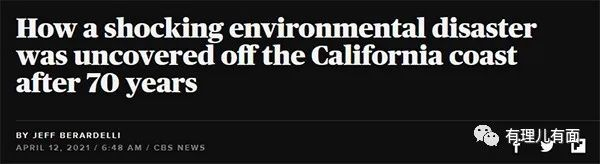 How a shocking environmental disaster
was uncovered off the California coast
after 70 years
BY JEFF BERARDELLI
APRIL 12, 2021 / 6:48 AM / CBS NEWS
有理儿有面